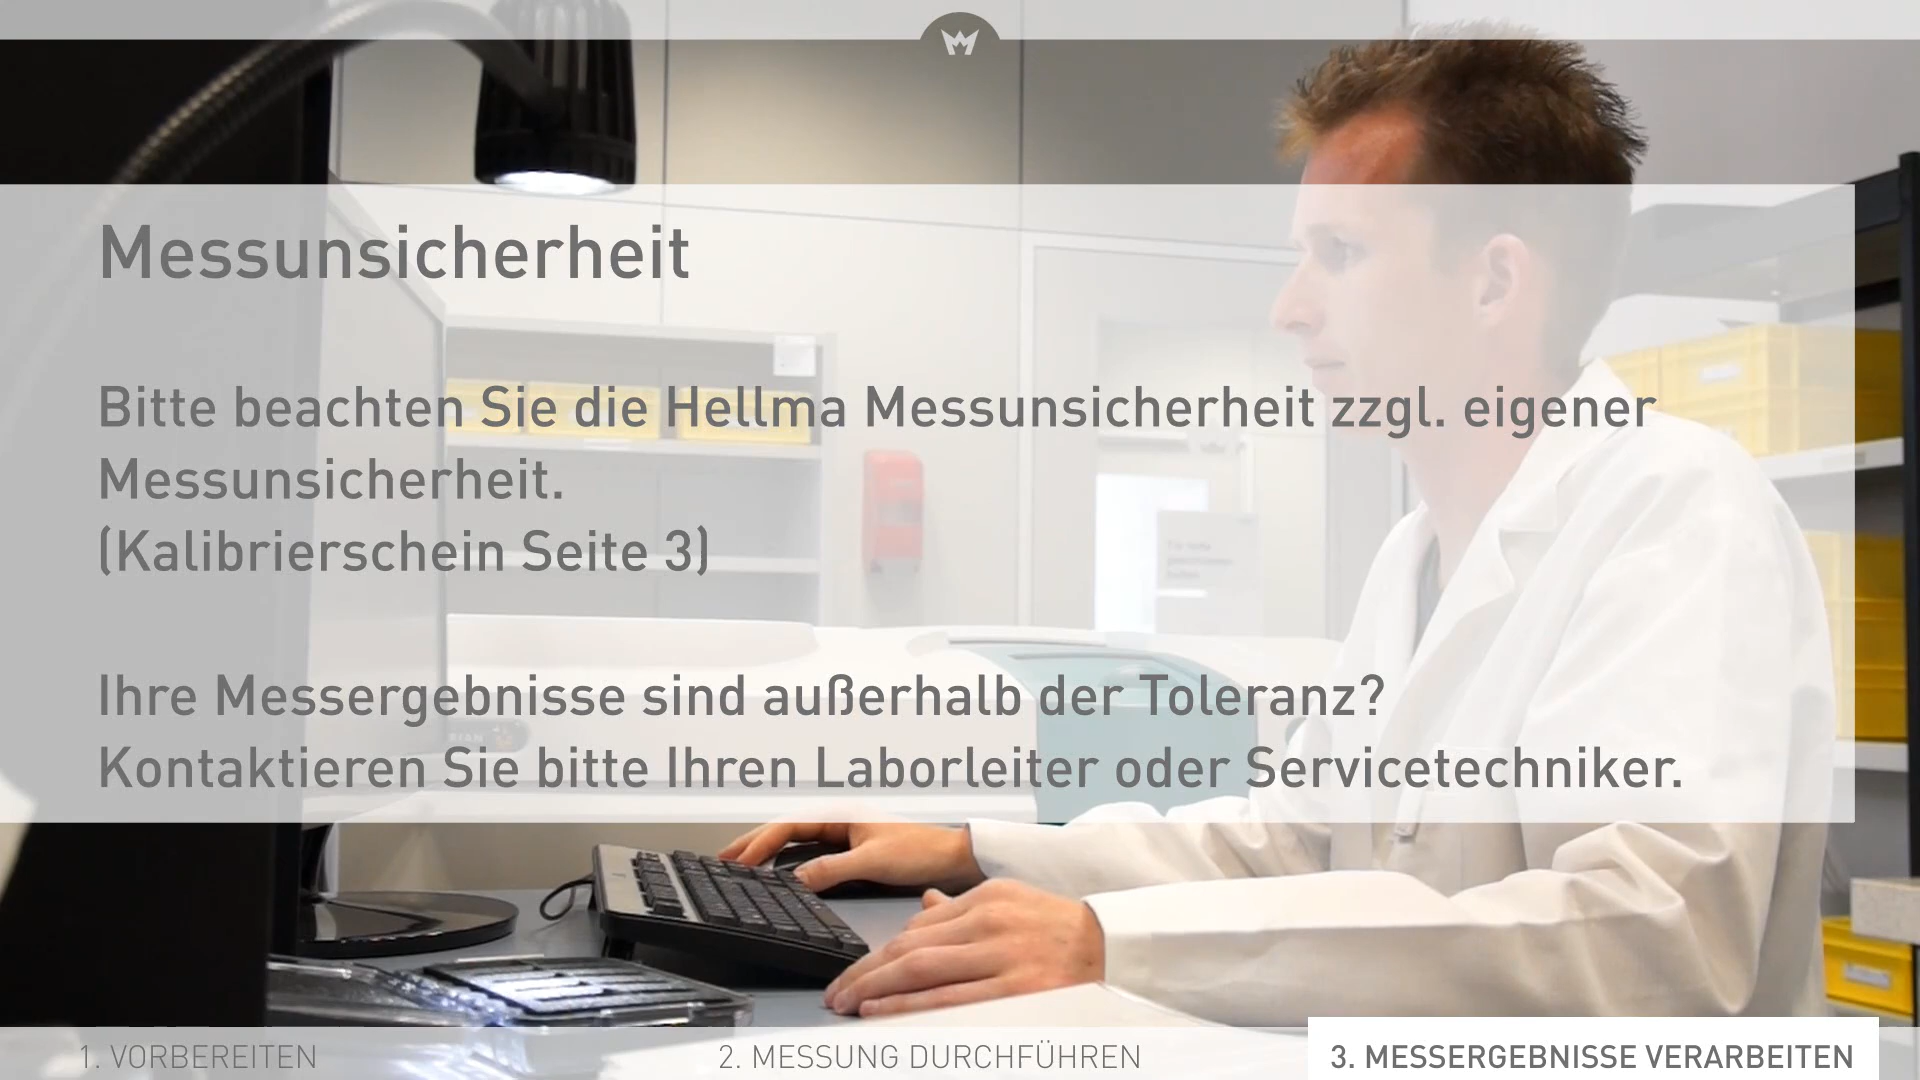 Messunsicherheit
Bitte beachten Sie die Hellma Messunsicherheit zzgl. eigener
Messunsicherheit.
(Kalibrierschein Seite 3)
Ihre Messergebnisse sind außerhalb der Toleranz?
Kontaktieren Sie bitte Ihren Laborleiter oder Servicetechniker.
1. VORBEREITEN
2. MESSUNG DURCHFÜHREN
3. MESSERGEBNISSE VERARBEITEN